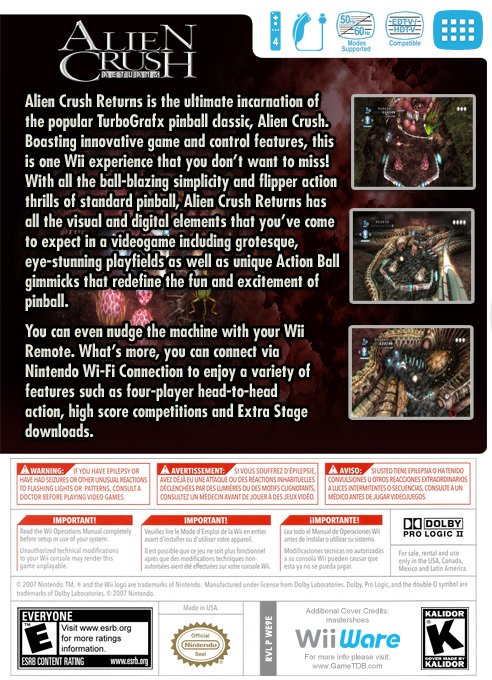 ALIEN
CRUSH
RETURNS
4
50Hz
60Hz
Modes
Supported
EDTV/
HDTV
Compatible
Alien Crush Returns is the ultimate incarnation of
the popular TurboGrafx pinball classic, Alien Crush.
Boasting innovative game and control features, this
is one Wii experience that you don't want to miss!
With all the ball-blazing simplicity and flipper action
thrills of standard pinball, Alien Crush Returns has
all the visual and digital elements that you've come
to expect in a videogame including grotesque,
eye-stunning playfields as well as unique Action Ball
gimmicks that redefine the fun and excitement of
pinball.
You can even nudge the machine with your Wii
Remote. What's more, you can connect via
Nintendo Wi-Fi Connection to enjoy a variety of
features such as four-player head-to-head
action, high score competitions and Extra Stage
downloads.
WARNING: IF YOU HAVE EPILEPSY OR
HAVE HAD SEIZURES OR OTHER UNUSUAL REACTIONS
TO FLASHING LIGHTS OR PATTERNS, CONSULT A
DOCTOR BEFORE PLAYING VIDEO GAMES.
AVERTISSEMENT: SI VOUS SOUFFREZ D'ÉPILEPSIE,
AVEZ DÉJÀ EU UNE ATTAQUE OU DES RÉACTIONS INHABITUELLES
DÉCLENCHÉES PAR DES LUMIÈRES OU DES MOTIFS CLIGNOTANTS,
CONSULTEZ UN MÉDECIN AVANT DE JOUER À DES JEUX VIDÉO.
AVISO: SI USTED TIENE EPILEPSIA O HA TENIDO
CONVULSIONES U OTROS REACCIONES EXTRAORDINARIOS
A LUCES INTERMITENTES O SECUENCIAS, CONSULTE A UN
MÉDICO ANTES DE JUGAR VIDEOJUEGOS.
IMPORTANT!
Read the Wii Operations Manual completely
before setup or use of your system.
Unauthorized technical modifications
to your Wii console may render this
game unplayable.
IMPORTANT!
Veuillez lire le Mode d'Emploi de la Wii en entier
avant d'installer ou d'utiliser votre appareil.
Il est possible que ce jeu ne soit plus fonctionnel
après que des modifications techniques non-
autorisées aient été effectuées sur votre console Wii.
¡IMPORTANTE!
Lea todo el Manual de Operaciones Wii
antes de instalar o utilizar su sistema.
Modificaciones técnicas no autorizadas
a su consola Wii pueden causar que
esta ya no se pueda jugar.
DOLBY
PRO LOGIC II
For sale, rental and use
only in the USA, Canada,
Mexico and Latin America.
© 2007 Nintendo.TM, ® and the Wii logo are trademarks of Nintendo. Manufactured under license from Dolby Laboratories. Dolby, Pro Logic, and the double-D symbol are
trademarks of Dolby Laboratories. © 2007 Nintendo.
EVERYONE
E
Visit www.esrb.org
for more ratings
information.
ESRB CONTENT RATING www.esrb.org
Made in USA
Official
Nintendo
Seal
RVL P WE9E
Additional Cover Credits:
mastershoes
WiiWare
For more info please visit:
www.GameTDB.com
KALIDOR
K
COVER MADE BY
KALIDOR